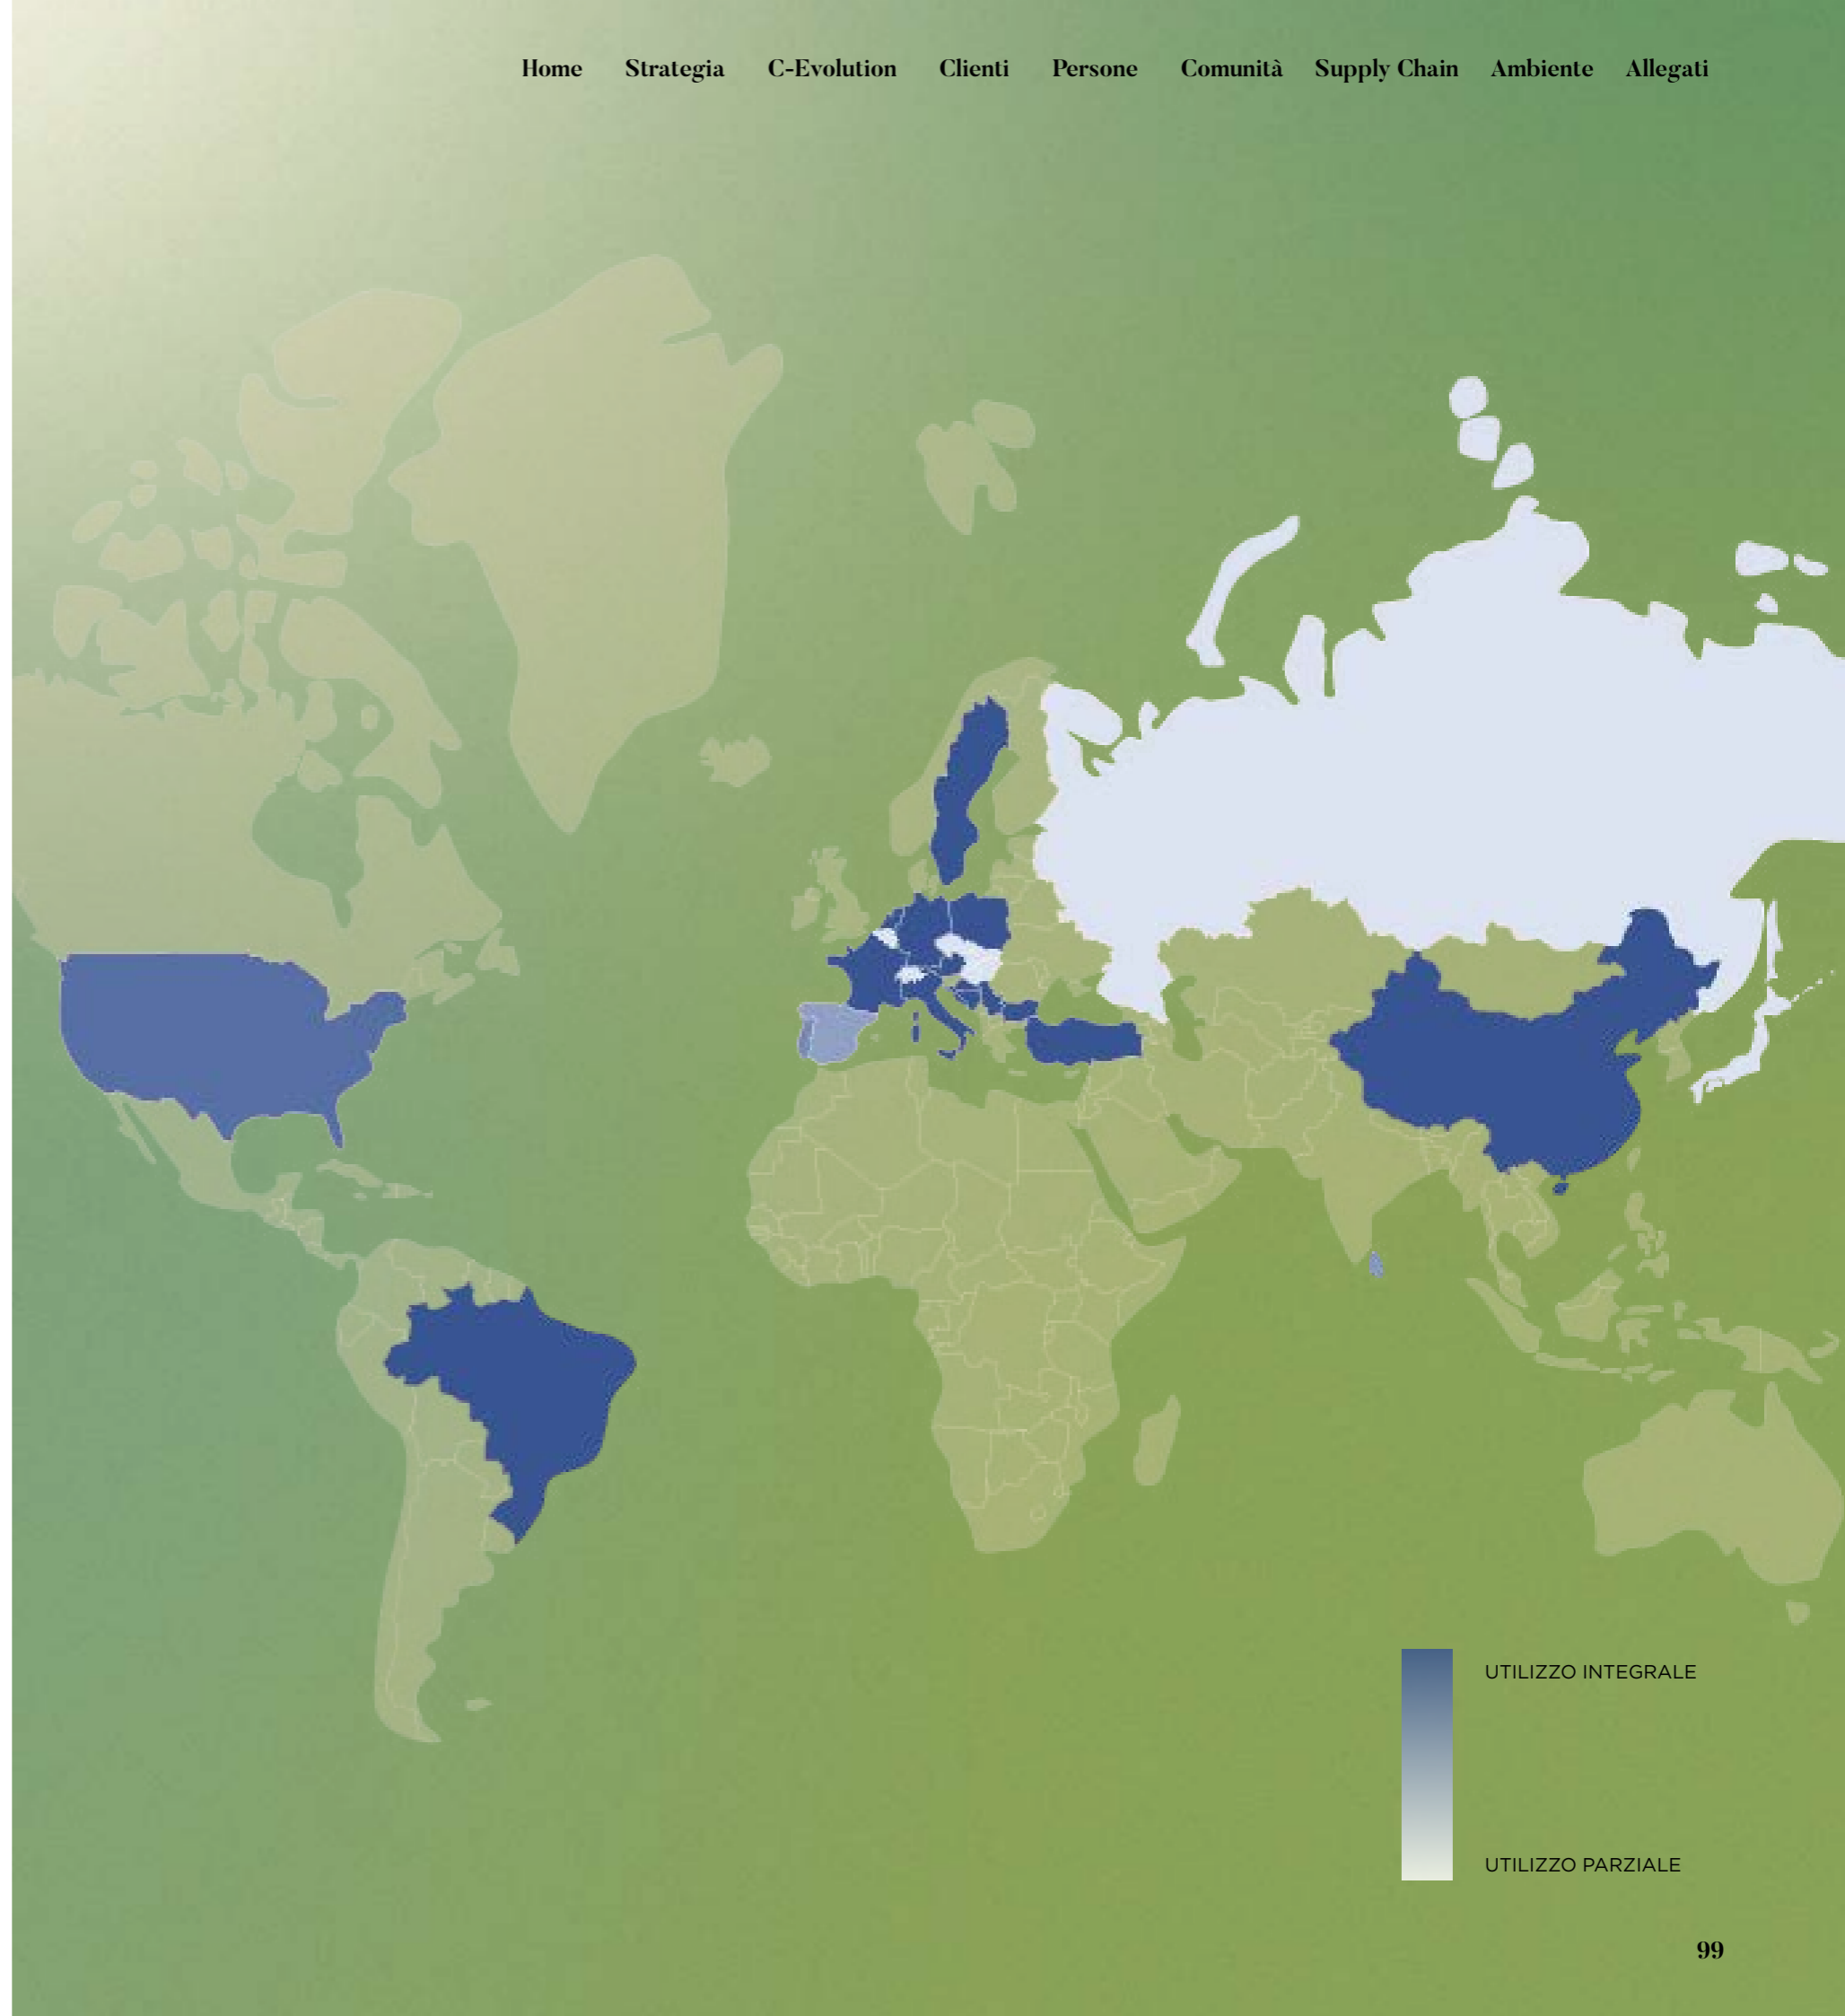 Home Strategia C-Evolution Clienti Persone Comunità Supply Chain Ambiente Allegati
UTILIZZO INTEGRALE
UTILIZZO PARZIALE
99